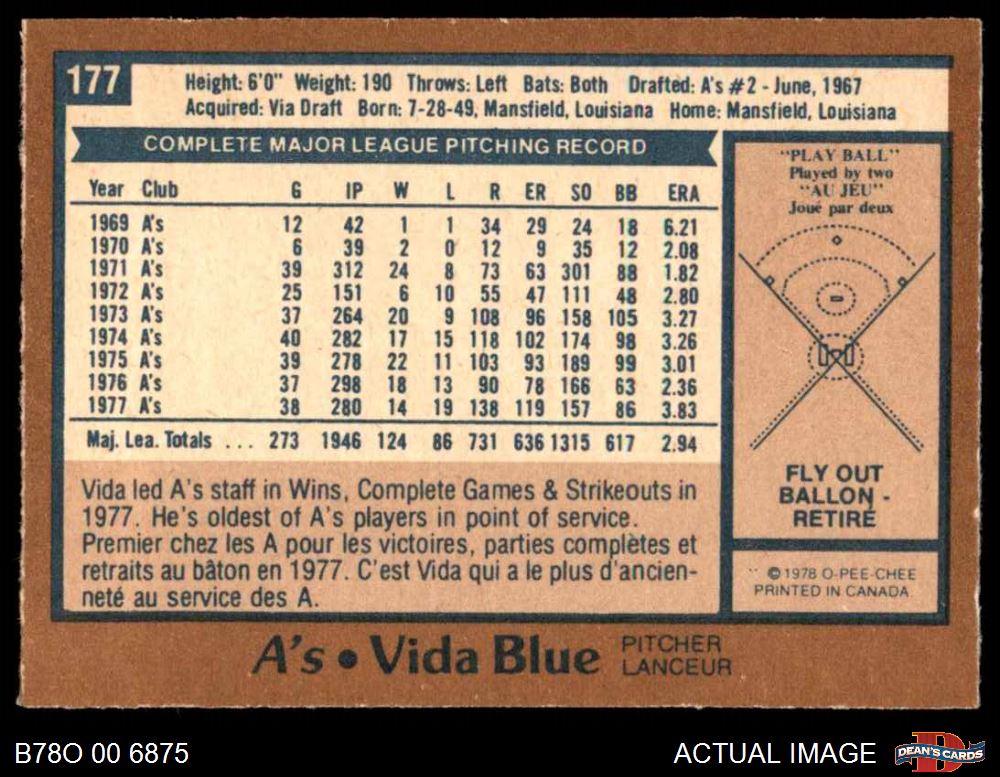 177
Height: 6'0" Weight: 190 Throws: Left Bats: Both Drafted: A's #2 - June, 1967
Acquired: Via Draft Born: 7-28-49, Mansfield, Louisiana Home: Mansfield, Louisiana
COMPLETE MAJOR LEAGUE PITCHING RECORD
Year Club G IP W L R ER SO BB ERA
1969 A's 12 42 1 1 34 29 24 18 6.21
1970 A's 6 39 2 0 12 9 35 12 2.08
1971 A's 39 312 24 8 73 63 301 88 1.82
1972 A's 25 151 6 10 55 47 111 48 2.80
1973 A's 37 264 20 9 108 96 158 105 3.27
1974 A's 40 282 17 15 118 102 174 98 3.26
1975 A's 39 278 22 11 103 93 189 99 3.01
1976 A's 37 298 18 13 90 78 166 63 2.36
1977 A's 38 280 14 19 138 119 157 86 3.83
Maj. Lea. Totals ... 273 1946 124 86 731 636 1315 617 2.94
Vida led A's staff in Wins, Complete Games & Strikeouts in
1977. He's oldest of A's players in point of service.
Premier chez les A pour les victoires, parties complètes et
retraits au bâton en 1977. C'est Vida qui a le plus d'ancien-
neté au service des A.
"PLAY BALL"
Played by two
"AU JEU"
Joué par deux
FLY OUT
BALLON -
RETIRÉ
** © 1978 O-PEE-CHEE
PRINTED IN CANADA
A's • Vida Blue
PITCHER
LANCEUR
B78O 00 6875
ACTUAL IMAGE
DEAN'S CARDS